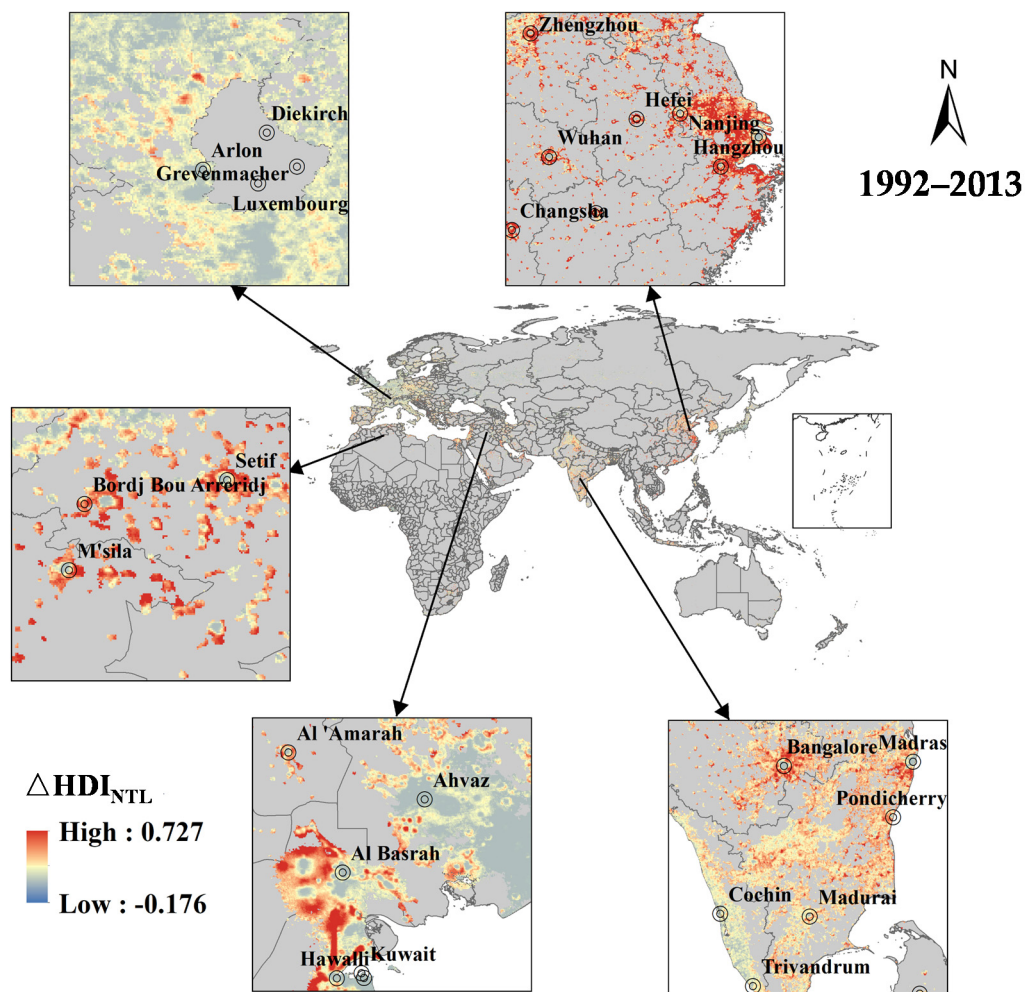 Zhengzhou
Hefei
Nanjing
Wuhan
Hangzhou
Changsha
Diekirch
Arlon
Grevenmacher
Luxembourg
N
1992–2013
Setif
Bordj Bou Arreridj
M'sila
Al 'Amarah
Ahvaz
Al Basrah
Hawalli
Kuwait
Bangalore
Madras
Pondicherry
Cochin
Madurai
Trivandrum
△HDI_NTL
High : 0.727
Low : -0.176